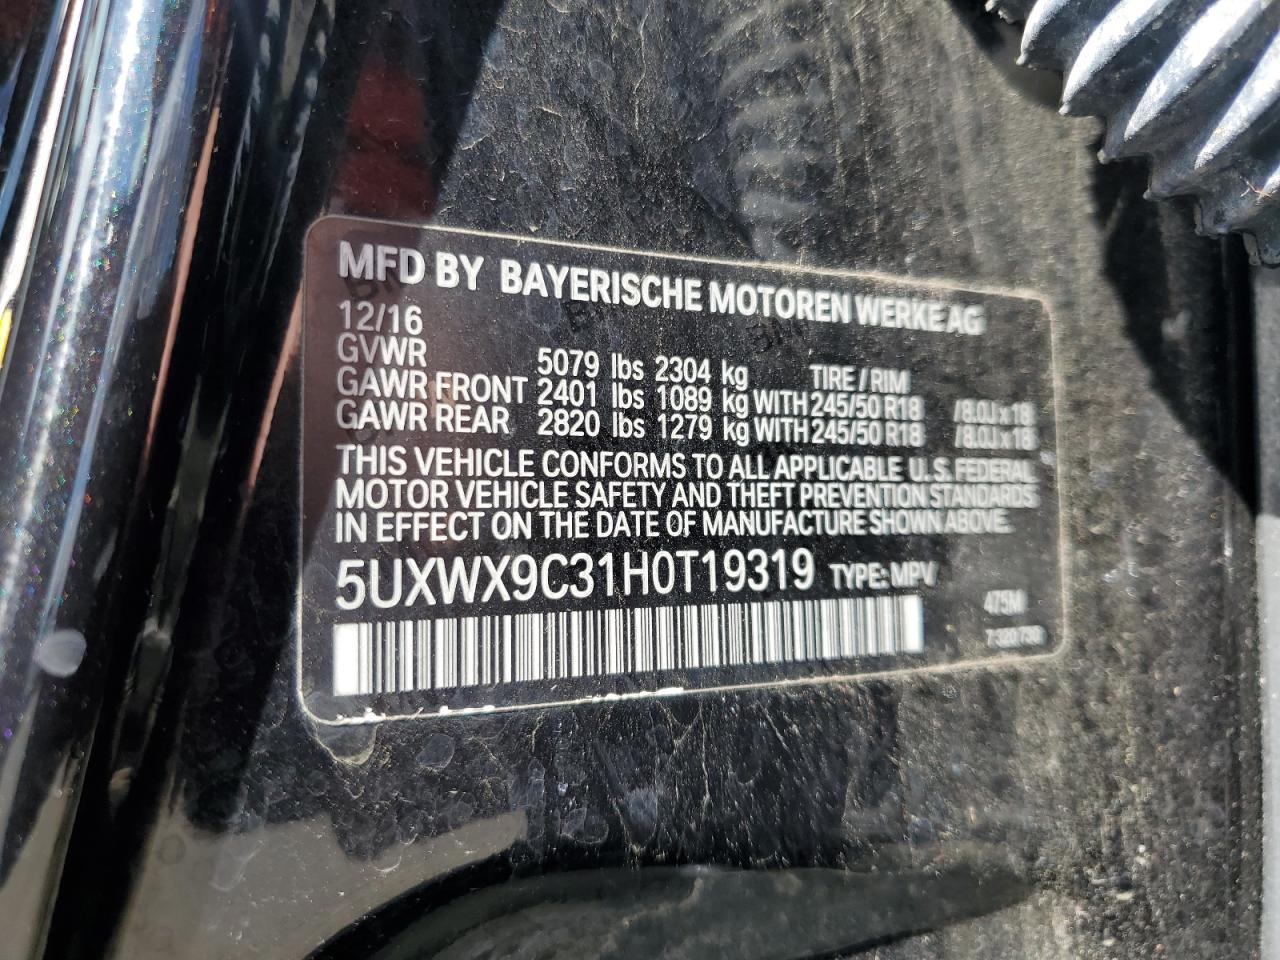 MFD BY BAYERISCHE MOTOREN WERKE AG
12/16
GVWR 5079 lbs 2304 kg TIRE / RIM
GAWR FRONT 2401 lbs 1089 kg WITH 245/50 R18 /8.0J x 18
GAWR REAR 2820 lbs 1279 kg WITH 245/50 R18 /8.0J x 18
THIS VEHICLE CONFORMS TO ALL APPLICABLE U.S. FEDERAL
MOTOR VEHICLE SAFETY AND THEFT PREVENTION STANDARDS
IN EFFECT ON THE DATE OF MANUFACTURE SHOWN ABOVE.
5UXWX9C31H0T19319 TYPE: MPV
475M